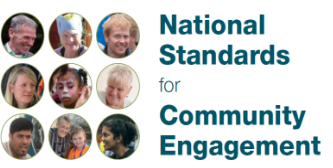 National
Standards
for
Community
Engagement